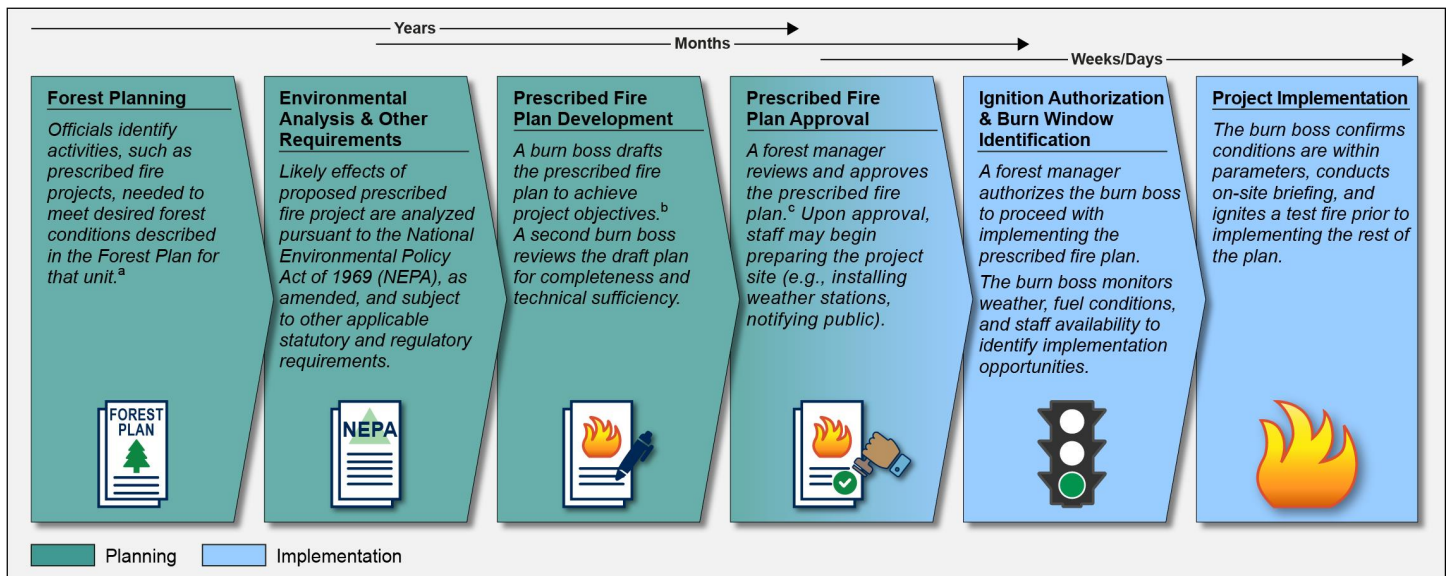 Years
Months
Weeks/Days
Forest Planning
Officials identify
activities, such as
prescribed fire
projects, needed to
meet desired forest
conditions described
in the Forest Plan for
that unit.a
FOREST
PLAN
Environmental
Analysis & Other
Requirements
Likely effects of
proposed prescribed
fire project are analyzed
pursuant to the National
Environmental Policy
Act of 1969 (NEPA), as
amended, and subject
to other applicable
statutory and regulatory
requirements.
NEPA
Prescribed Fire
Plan Development
A burn boss drafts
the prescribed fire
plan to achieve
project objectives.b
A second burn boss
reviews the draft plan
for completeness and
technical sufficiency.
Prescribed Fire
Plan Approval
A forest manager
reviews and approves
the prescribed fire
plan.c Upon approval,
staff may begin
preparing the project
site (e.g., installing
weather stations,
notifying public).
Ignition Authorization
& Burn Window
Identification
A forest manager
authorizes the burn boss
to proceed with
implementing the
prescribed fire plan.
The burn boss monitors
weather, fuel conditions,
and staff availability to
identify implementation
opportunities.
Project Implementation
The burn boss confirms
conditions are within
parameters, conducts
on-site briefing, and
ignites a test fire prior to
implementing the rest of
the plan.
Planning
Implementation